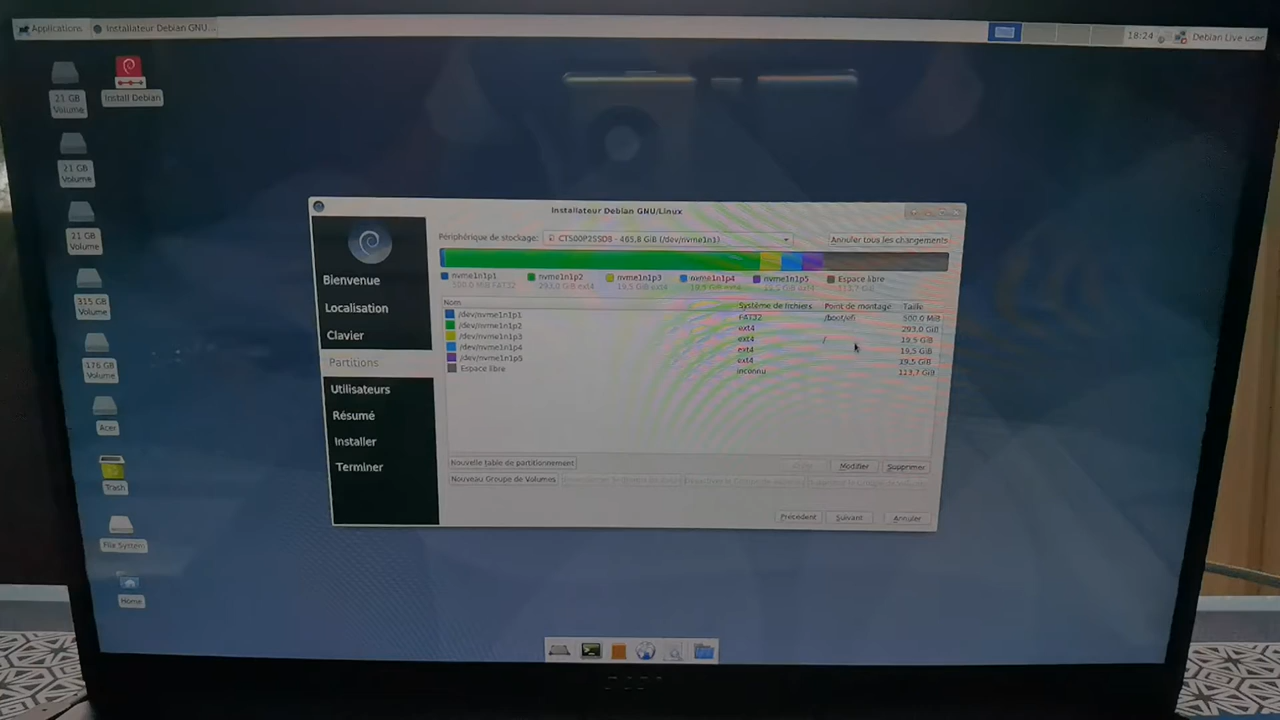 Applications
Installateur Debian GNU...
18:24
Debian Live user
21 GB
Volume
Install Debian
21 GB
Volume
21 GB
Volume
315 GB
Volume
Acer
Trash
File System
Home
Installateur Debian GNU/Linux
Bienvenue
Localisation
Clavier
Partitions
Utilisateurs
Résumé
Installer
Terminer
Périphérique de stockage:
CT500P2SSD8 - 465.8 GiB (/dev/nvme1n1)
Annuler tous les changements
nvme1n1p1
nvme1n1p2
nvme1n1p3
nvme1n1p4
nvme1n1p5
Espace libre
500.0 MiB FAT32
293.0 GiB ext4
19.5 GiB ext4
19.5 GiB ext4
19.5 GiB ext4
Nom
Système de fichiers
Point de montage
Taille
/dev/nvme1n1p1
FAT32
/boot/efi
500.0 MiB
/dev/nvme1n1p2
ext4
293.0 GiB
/dev/nvme1n1p3
ext4
/
19.5 GiB
/dev/nvme1n1p4
ext4
19.5 GiB
/dev/nvme1n1p5
ext4
19.5 GiB
Espace libre
inconnu
113.7 GiB
Nouvelle table de partitionnement
Modifier
Supprimer
Nouveau Groupe de Volumes
Précédent
Suivant
Annuler